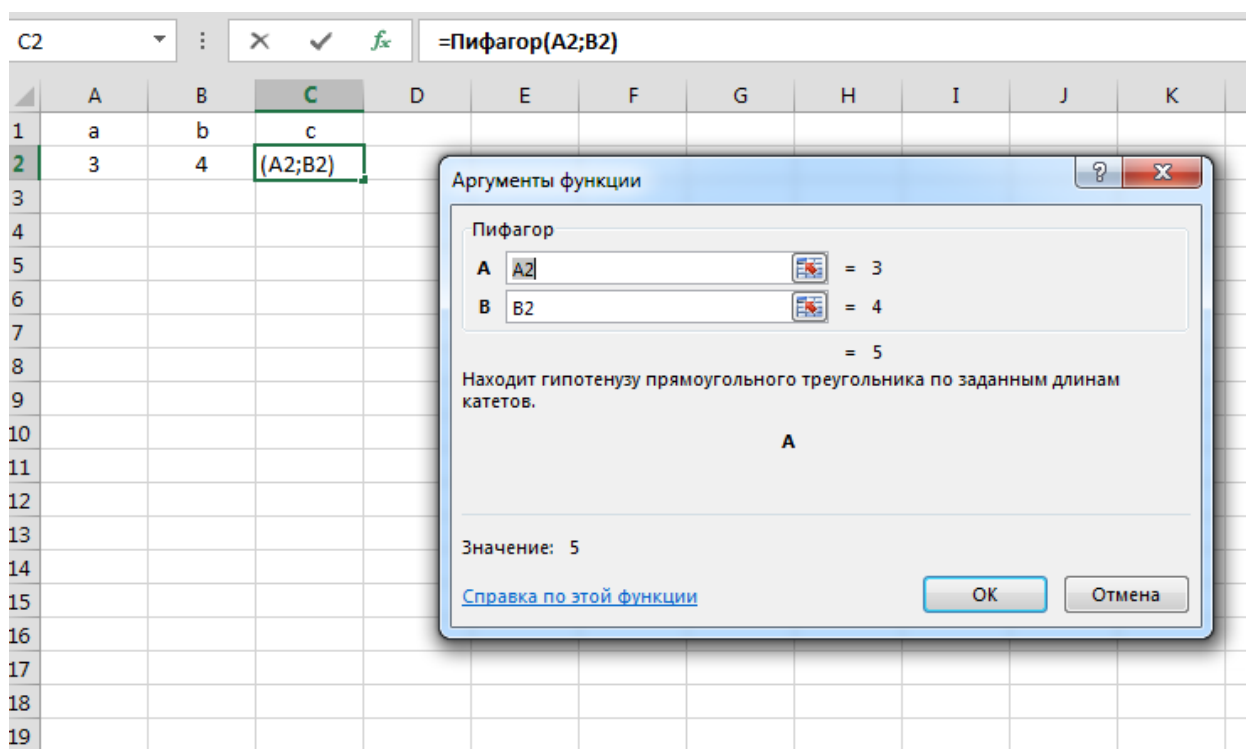 C2 fx =Пифагор(A2;B2)
A B C D E F G H I J K
1 a b c
2 3 4 (A2;B2)
3
4
5
6
7
8
9
10
11
12
13
14
15
16
17
18
19
Аргументы функции ?
Пифагор
A A2 = 3
B B2 = 4
= 5
Находит гипотенузу прямоугольного треугольника по заданным длинам
катетов.
A
Значение: 5
Справка по этой функции OK Отмена